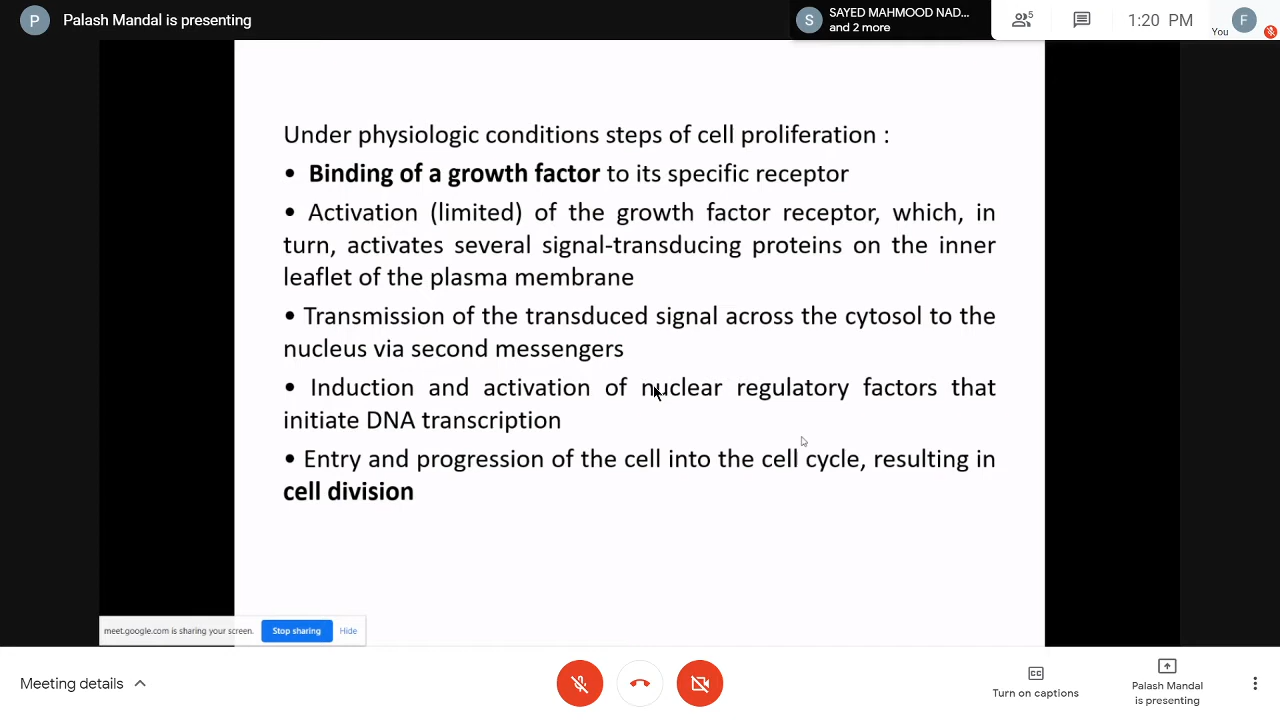 P Palash Mandal is presenting
S SAYED MAHMOOD NAD...
and 2 more
5
1:20 PM
You F
Under physiologic conditions steps of cell proliferation :
• Binding of a growth factor to its specific receptor
• Activation (limited) of the growth factor receptor, which, in
turn, activates several signal-transducing proteins on the inner
leaflet of the plasma membrane
• Transmission of the transduced signal across the cytosol to the
nucleus via second messengers
• Induction and activation of nuclear regulatory factors that
initiate DNA transcription
• Entry and progression of the cell into the cell cycle, resulting in
cell division
meet.google.com is sharing your screen. Stop sharing Hide
Meeting details
CC
Turn on captions
Palash Mandal
is presenting